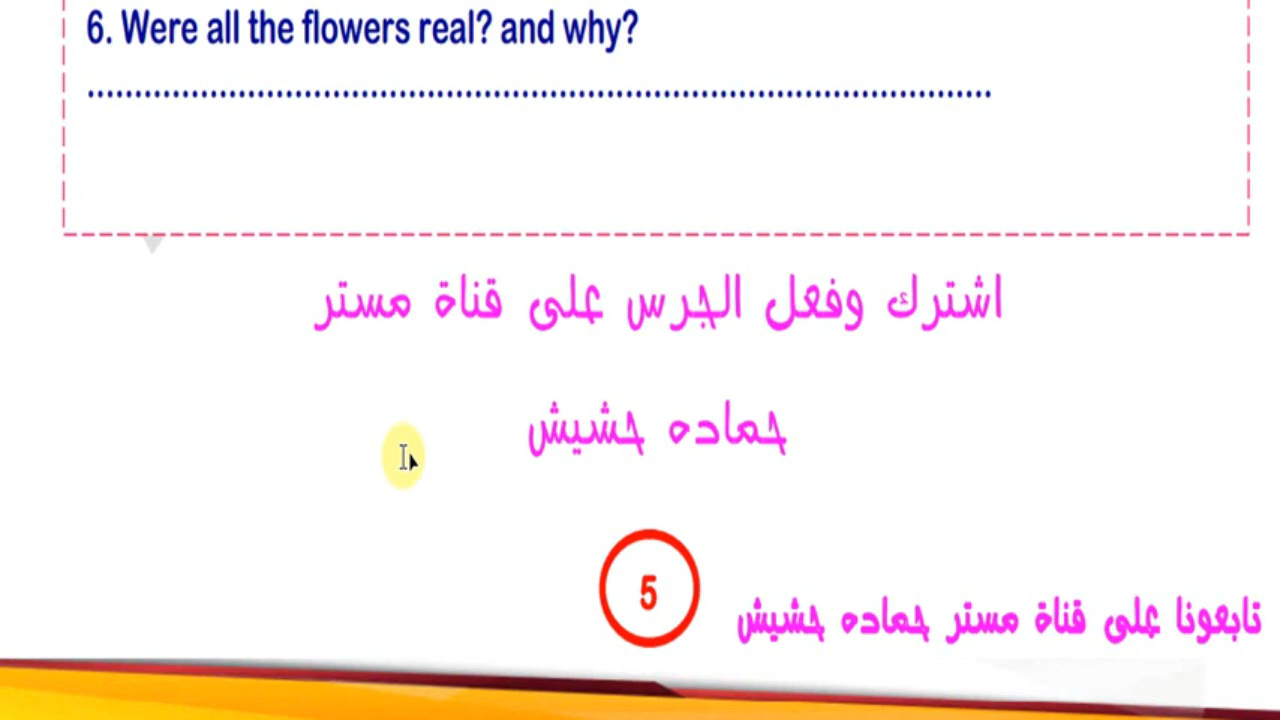 6. Were all the flowers real? and why?
................................................................................................
اشترك وفعل الجرس على قناة مستر
حماده حشيش
5
تابعونا على قناة مستر حماده حشيش